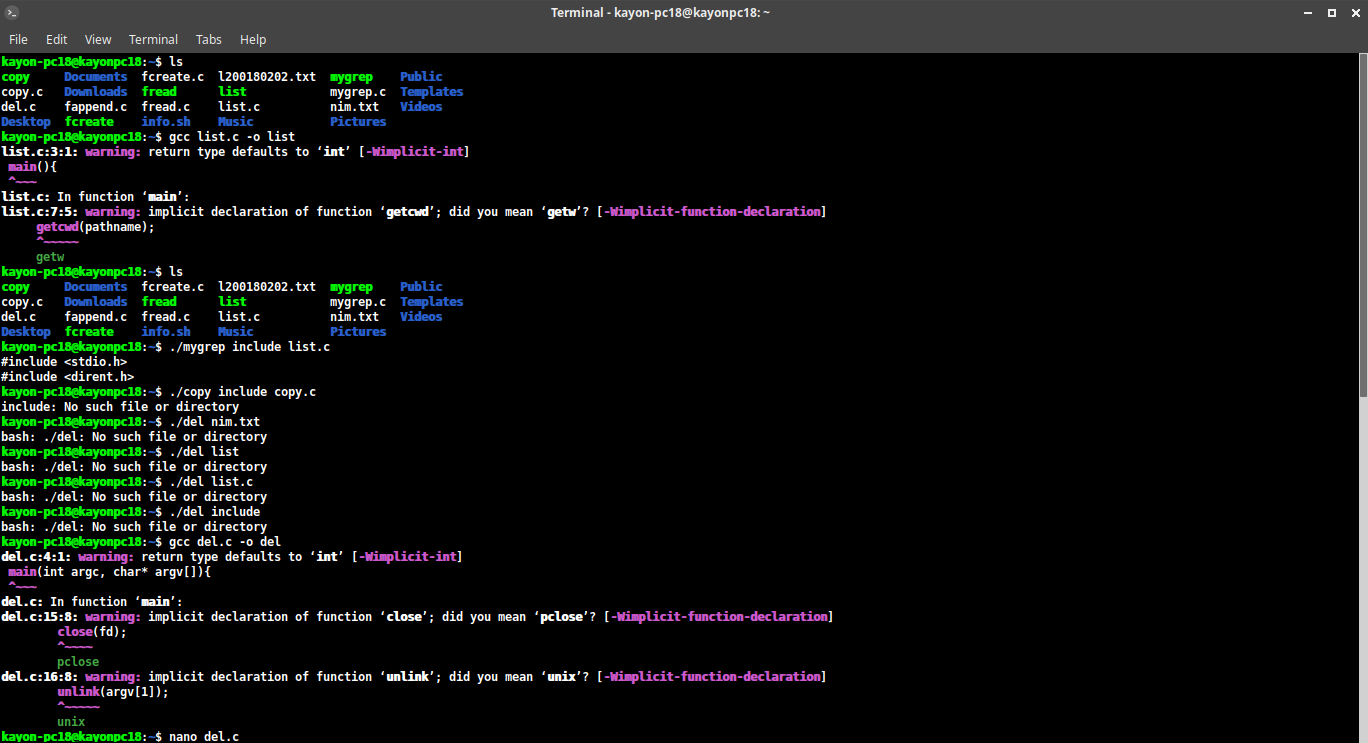 Terminal - kayon-pc18@kayonpc18: ~
File Edit View Terminal Tabs Help
kayon-pc18@kayonpc18:~$ ls
copy     Documents  fcreate.c  l200180202.txt  mygrep    Public
copy.c   Downloads  fread      list            mygrep.c  Templates
del.c    fappend.c  fread.c    list.c          nim.txt   Videos
Desktop  fcreate    info.sh    Music           Pictures
kayon-pc18@kayonpc18:~$ gcc list.c -o list
list.c:3:1: warning: return type defaults to ‘int’ [-Wimplicit-int]
 main(){
 ^~~~
list.c: In function ‘main’:
list.c:7:5: warning: implicit declaration of function ‘getcwd’; did you mean ‘getw’? [-Wimplicit-function-declaration]
     getcwd(pathname);
     ^~~~~~
     getw
kayon-pc18@kayonpc18:~$ ls
copy     Documents  fcreate.c  l200180202.txt  mygrep    Public
copy.c   Downloads  fread      list            mygrep.c  Templates
del.c    fappend.c  fread.c    list.c          nim.txt   Videos
Desktop  fcreate    info.sh    Music           Pictures
kayon-pc18@kayonpc18:~$ ./mygrep include list.c
#include <stdio.h>
#include <dirent.h>
kayon-pc18@kayonpc18:~$ ./copy include copy.c
include: No such file or directory
kayon-pc18@kayonpc18:~$ ./del nim.txt
bash: ./del: No such file or directory
kayon-pc18@kayonpc18:~$ ./del list
bash: ./del: No such file or directory
kayon-pc18@kayonpc18:~$ ./del list.c
bash: ./del: No such file or directory
kayon-pc18@kayonpc18:~$ ./del include
bash: ./del: No such file or directory
kayon-pc18@kayonpc18:~$ gcc del.c -o del
del.c:4:1: warning: return type defaults to ‘int’ [-Wimplicit-int]
 main(int argc, char* argv[]){
 ^~~~
del.c: In function ‘main’:
del.c:15:8: warning: implicit declaration of function ‘close’; did you mean ‘pclose’? [-Wimplicit-function-declaration]
        close(fd);
        ^~~~~
        pclose
del.c:16:8: warning: implicit declaration of function ‘unlink’; did you mean ‘unix’? [-Wimplicit-function-declaration]
        unlink(argv[1]);
        ^~~~~~
        unix
kayon-pc18@kayonpc18:~$ nano del.c